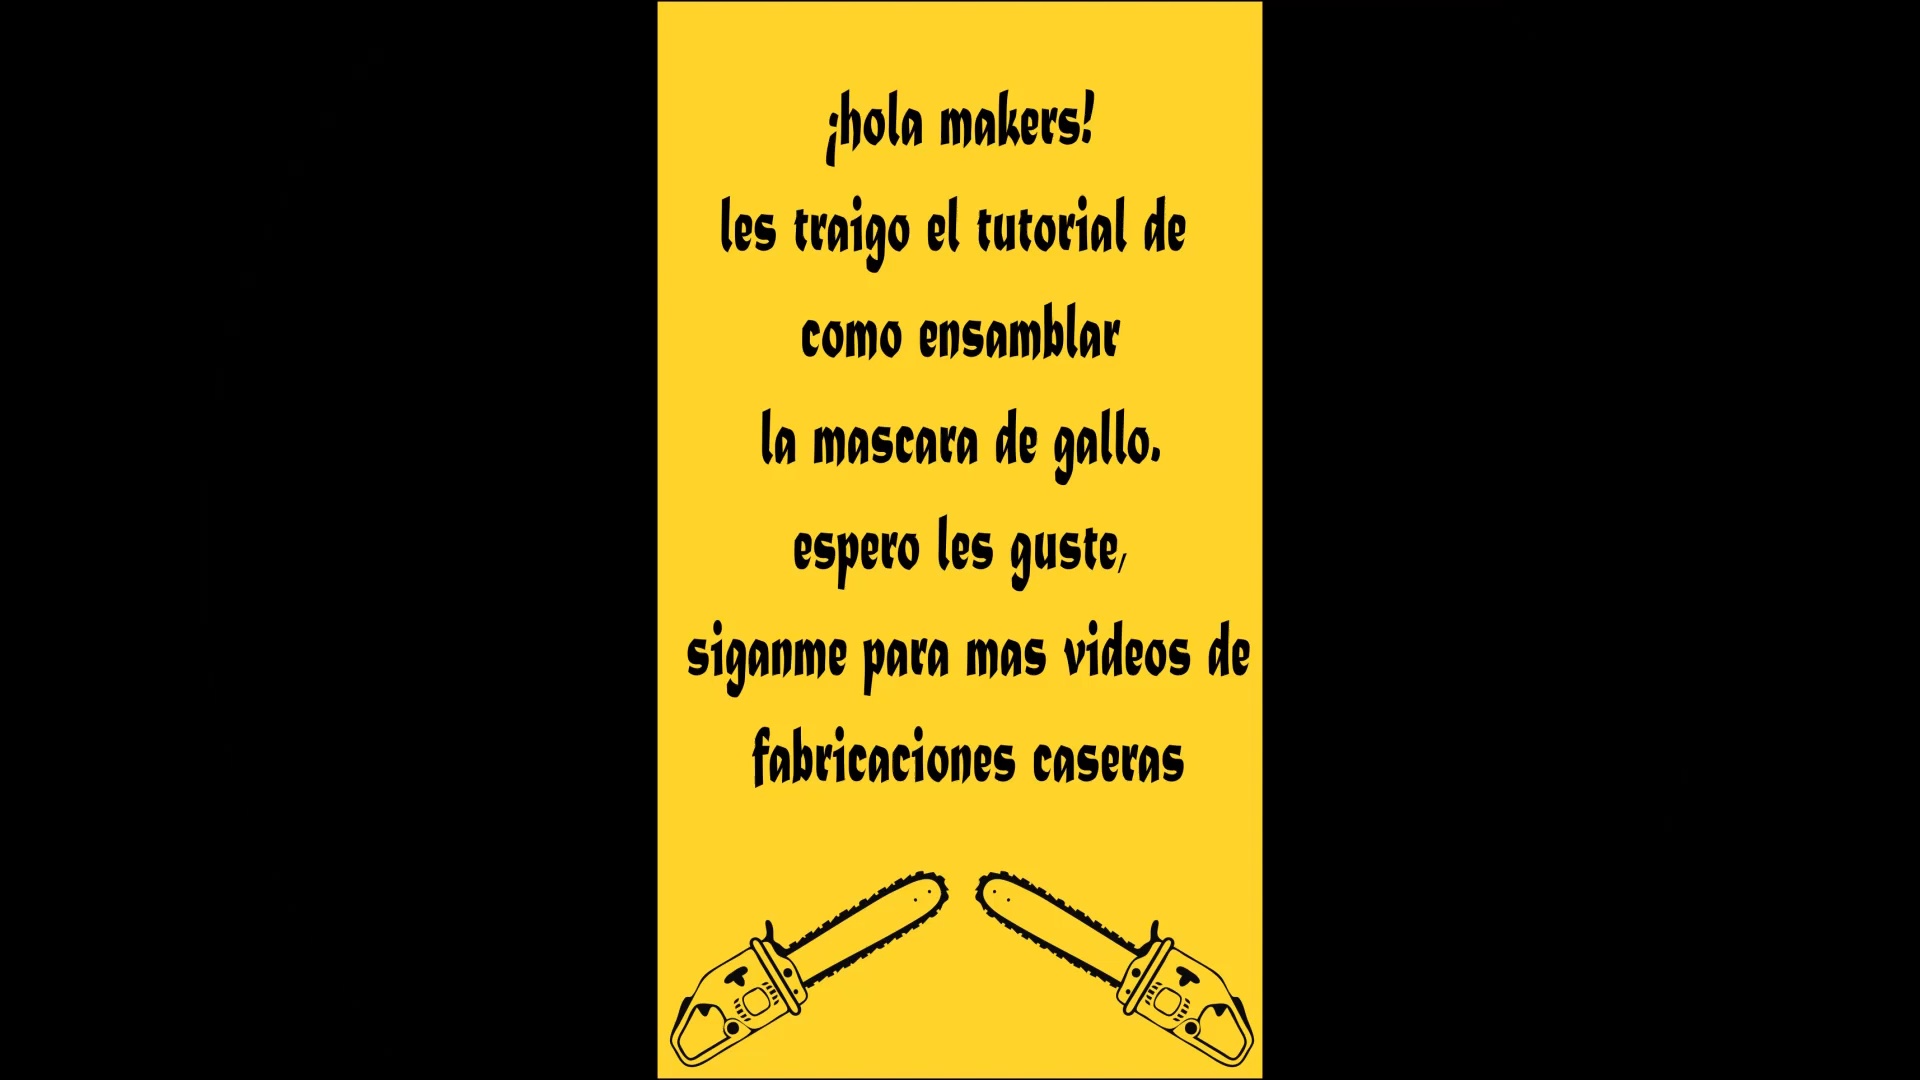 ¡hola makers!
les traigo el tutorial de
como ensamblar
la mascara de gallo.
espero les guste,
siganme para mas videos de
fabricaciones caseras